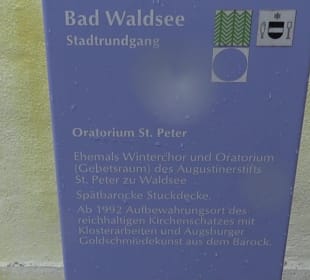 Bad Waldsee
Stadtrundgang
Oratorium St. Peter
Ehemals Winterchor und Oratorium
(Gebetsraum) des Augustinerstifts
St. Peter zu Waldsee
Spätbarocke Stuckdecke.
Ab 1992 Aufbewahrungsort des
reichhaltigen Kirchenschatzes mit
Klosterarbeiten und Augsburger
Goldschmiedekunst aus dem Barock.